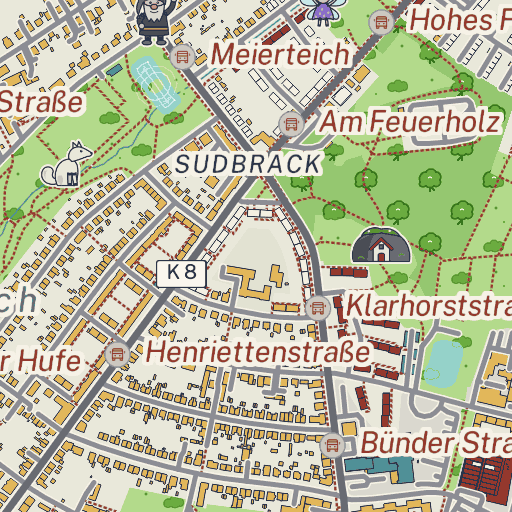 Hohes F
Meierteich
Straße
Am Feuerholz
SUDBRACK
K 8
ch
Klarhorststra
Henriettenstraße
r Hufe
Bünder Stra